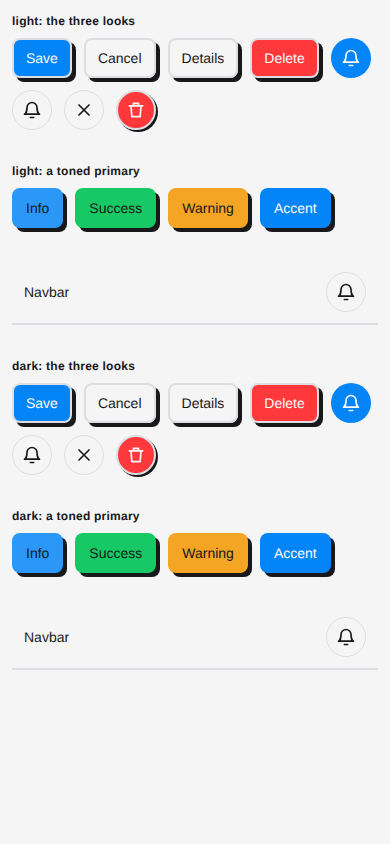 light: the three looks
Save Cancel Details Delete
light: a toned primary
Info Success Warning Accent
Navbar
dark: the three looks
Save Cancel Details Delete
dark: a toned primary
Info Success Warning Accent
Navbar